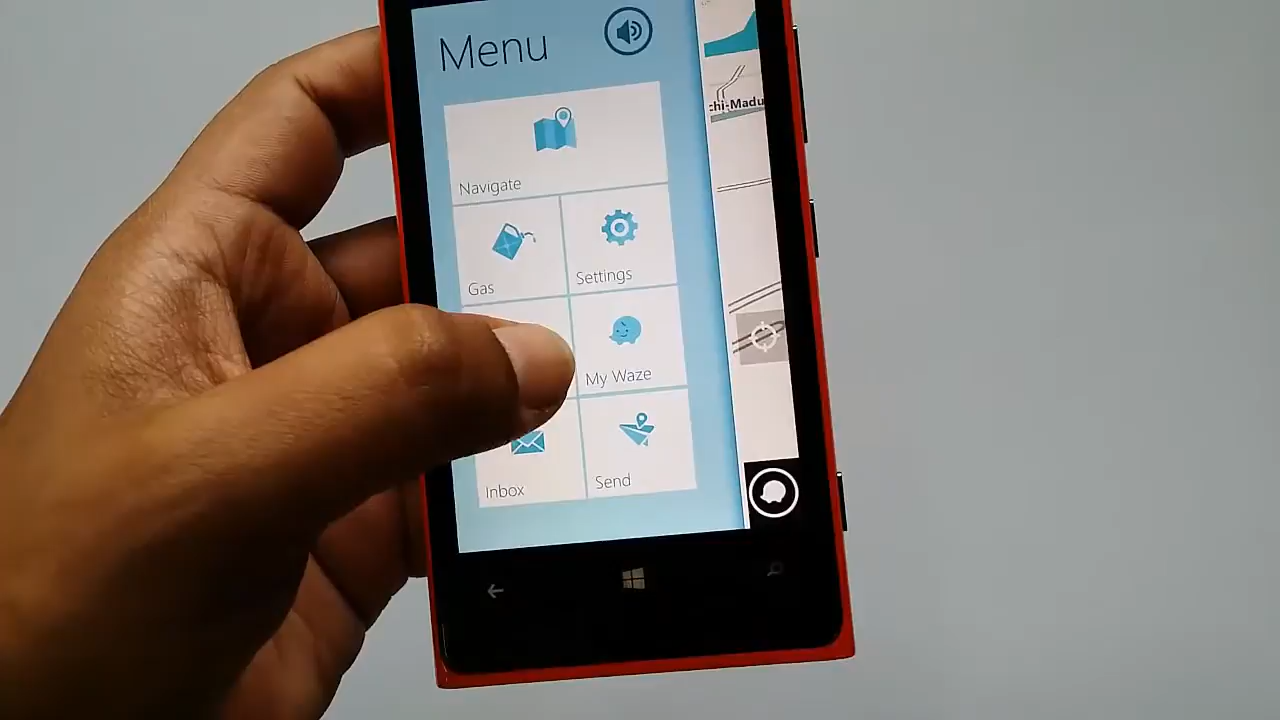 Menu
chi-Madu
Navigate
Gas
Settings
My Waze
Inbox
Send